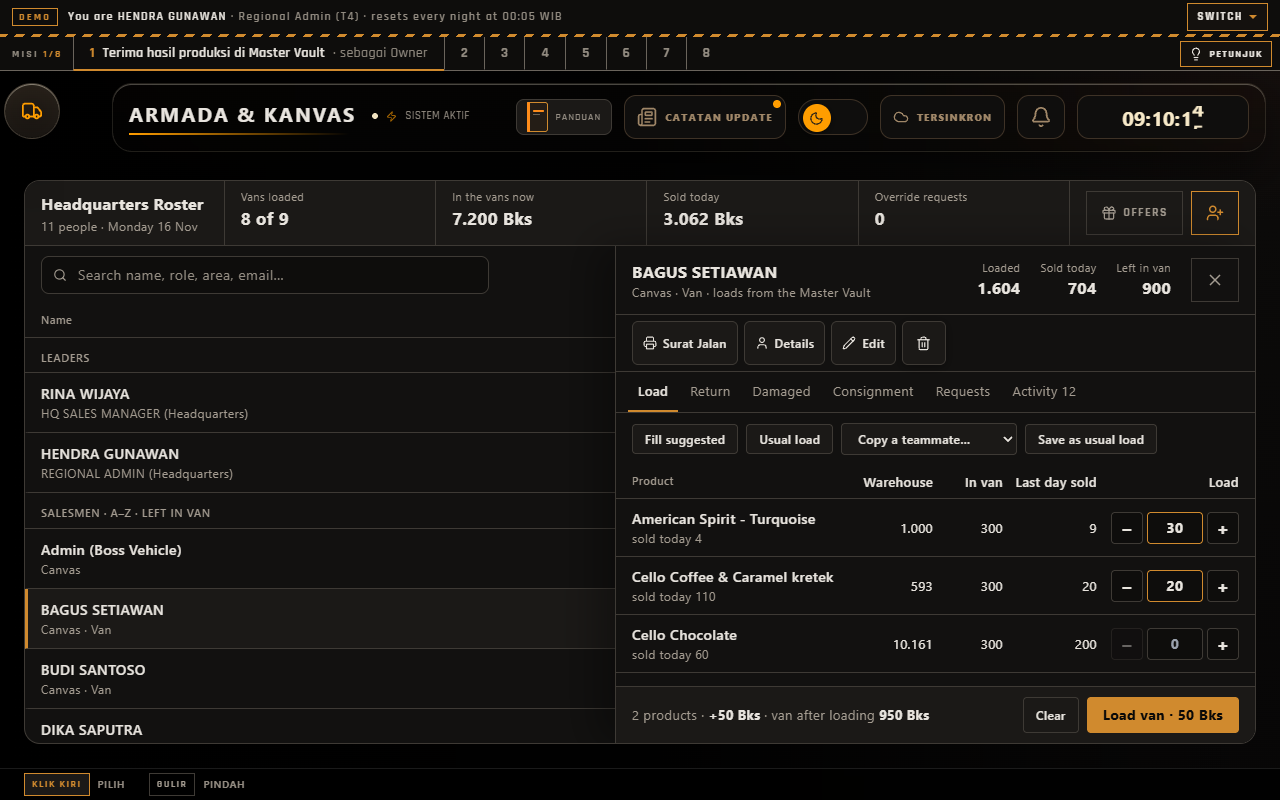 DEMO You are HENDRA GUNAWAN · Regional Admin (T4) · resets every night at 00:05 WIB SWITCH
MISI 1/8 1 Terima hasil produksi di Master Vault · sebagai Owner 2 3 4 5 6 7 8 PETUNJUK
ARMADA & KANVAS SISTEM AKTIF PANDUAN CATATAN UPDATE TERSINKRON 09:10:1
Headquarters Roster
11 people · Monday 16 Nov
Vans loaded
8 of 9
In the vans now
7.200 Bks
Sold today
3.062 Bks
Override requests
0
OFFERS
Search name, role, area, email...
Name
LEADERS
RINA WIJAYA
HQ SALES MANAGER (Headquarters)
HENDRA GUNAWAN
REGIONAL ADMIN (Headquarters)
SALESMEN · A–Z · LEFT IN VAN
Admin (Boss Vehicle)
Canvas
BAGUS SETIAWAN
Canvas · Van
BUDI SANTOSO
Canvas · Van
DIKA SAPUTRA
BAGUS SETIAWAN
Canvas · Van · loads from the Master Vault
Loaded
1.604
Sold today
704
Left in van
900
Surat Jalan Details Edit
Load Return Damaged Consignment Requests Activity 12
Fill suggested Usual load Copy a teammate... Save as usual load
Product Warehouse In van Last day sold Load
American Spirit - Turquoise 1.000 300 9 – 30 +
sold today 4
Cello Coffee & Caramel kretek 593 300 20 – 20 +
sold today 110
Cello Chocolate 10.161 300 200 – 0 +
sold today 60
2 products · +50 Bks · van after loading 950 Bks Clear Load van · 50 Bks
KLIK KIRI PILIH GULIR PINDAH